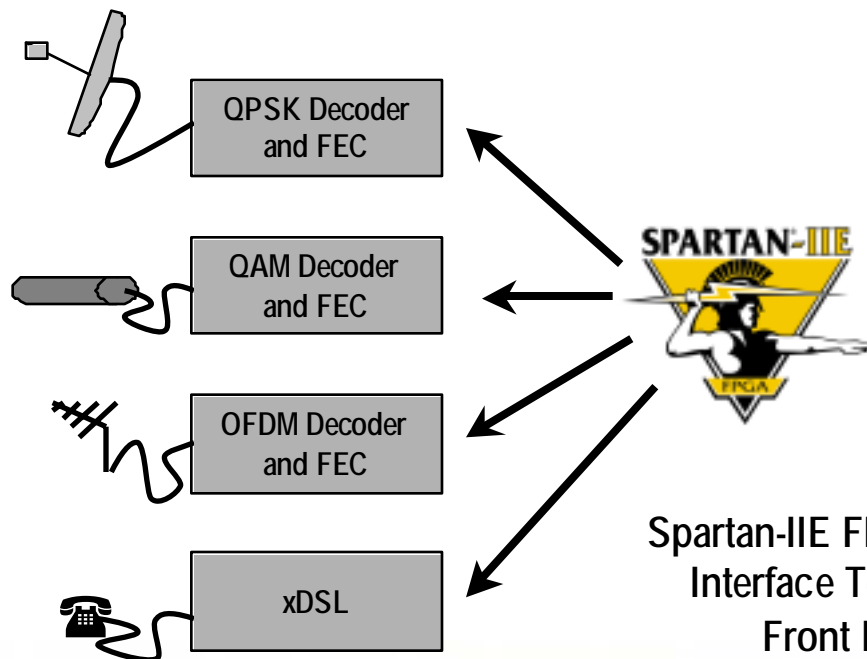 QPSK Decoder
and FEC
SPARTAN-IIE
QAM Decoder
and FEC
FPGA
OFDM Decoder
and FEC
Spartan-IIE
Interface
Front
xDSL